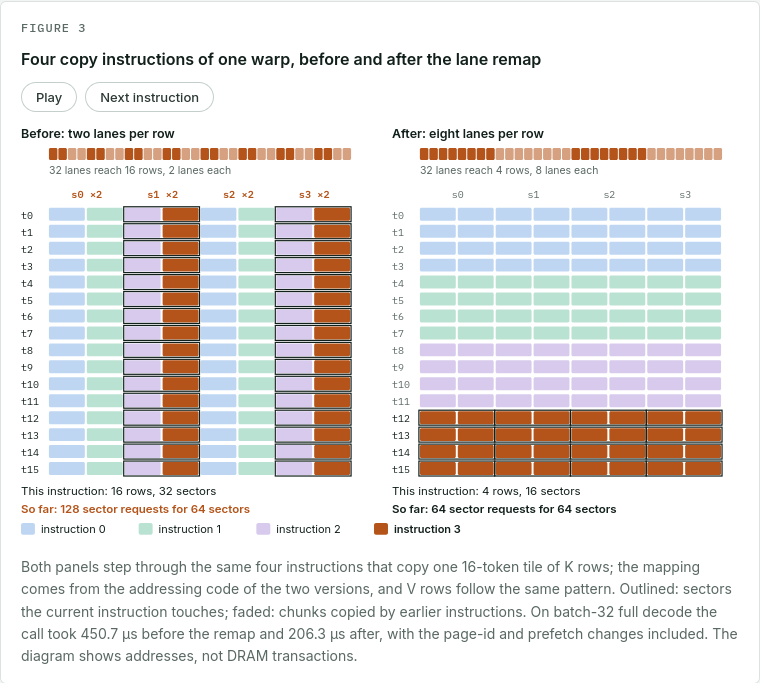 FIGURE 3
Four copy instructions of one warp, before and after the lane remap
Play
Next instruction
Before: two lanes per row
32 lanes reach 16 rows, 2 lanes each
s0 ×2 s1 ×2 s2 ×2 s3 ×2
t0
t1
t2
t3
t4
t5
t6
t7
t8
t9
t10
t11
t12
t13
t14
t15
This instruction: 16 rows, 32 sectors
So far: 128 sector requests for 64 sectors
After: eight lanes per row
32 lanes reach 4 rows, 8 lanes each
s0 s1 s2 s3
t0
t1
t2
t3
t4
t5
t6
t7
t8
t9
t10
t11
t12
t13
t14
t15
This instruction: 4 rows, 16 sectors
So far: 64 sector requests for 64 sectors
instruction 0 instruction 1 instruction 2 instruction 3
Both panels step through the same four instructions that copy one 16-token tile of K rows; the mapping
comes from the addressing code of the two versions, and V rows follow the same pattern. Outlined: sectors
the current instruction touches; faded: chunks copied by earlier instructions. On batch-32 full decode the
call took 450.7 µs before the remap and 206.3 µs after, with the page-id and prefetch changes included. The
diagram shows addresses, not DRAM transactions.